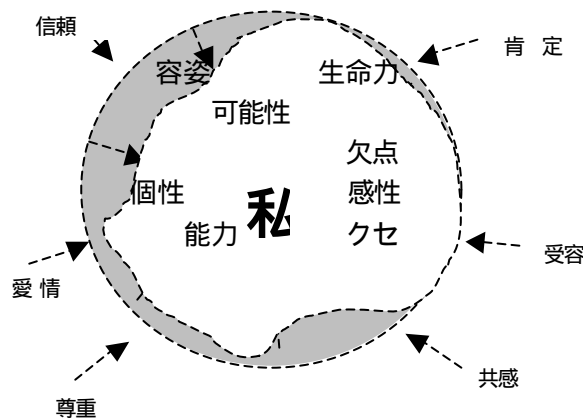 信頼
肯 定
容姿
生命力
可能性
欠点
個性
私
感性
能力
クセ
受容
愛 情
共感
尊重